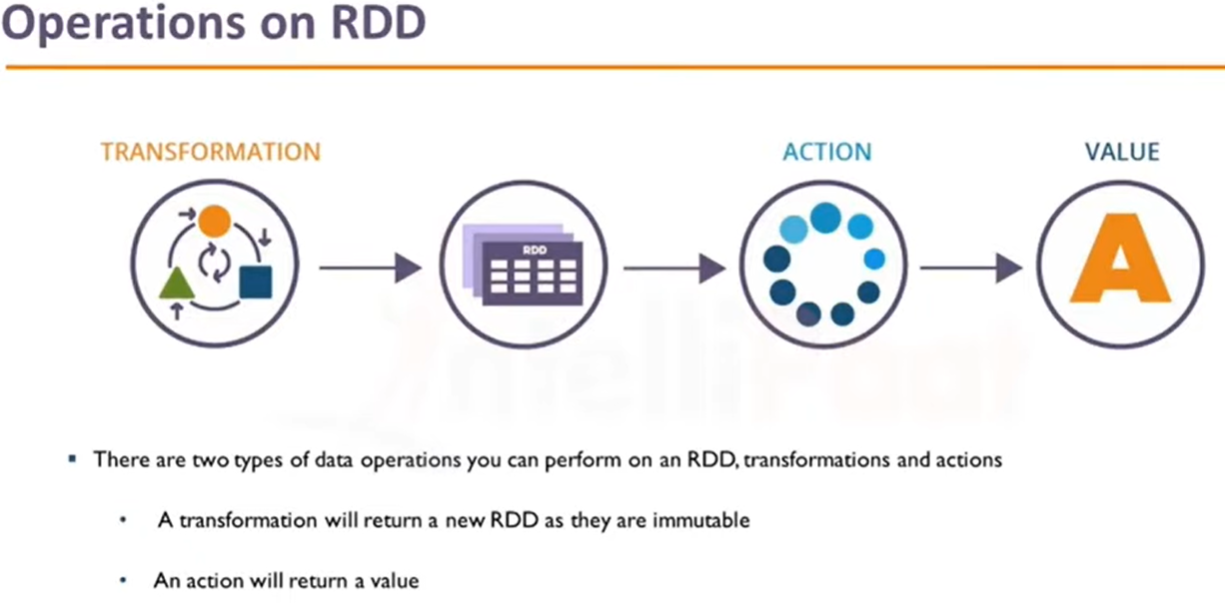 Operations on RDD
TRANSFORMATION
ACTION
VALUE
RDD
A
Intellipaat
▪ There are two types of data operations you can perform on an RDD, transformations and actions
• A transformation will return a new RDD as they are immutable
• An action will return a value